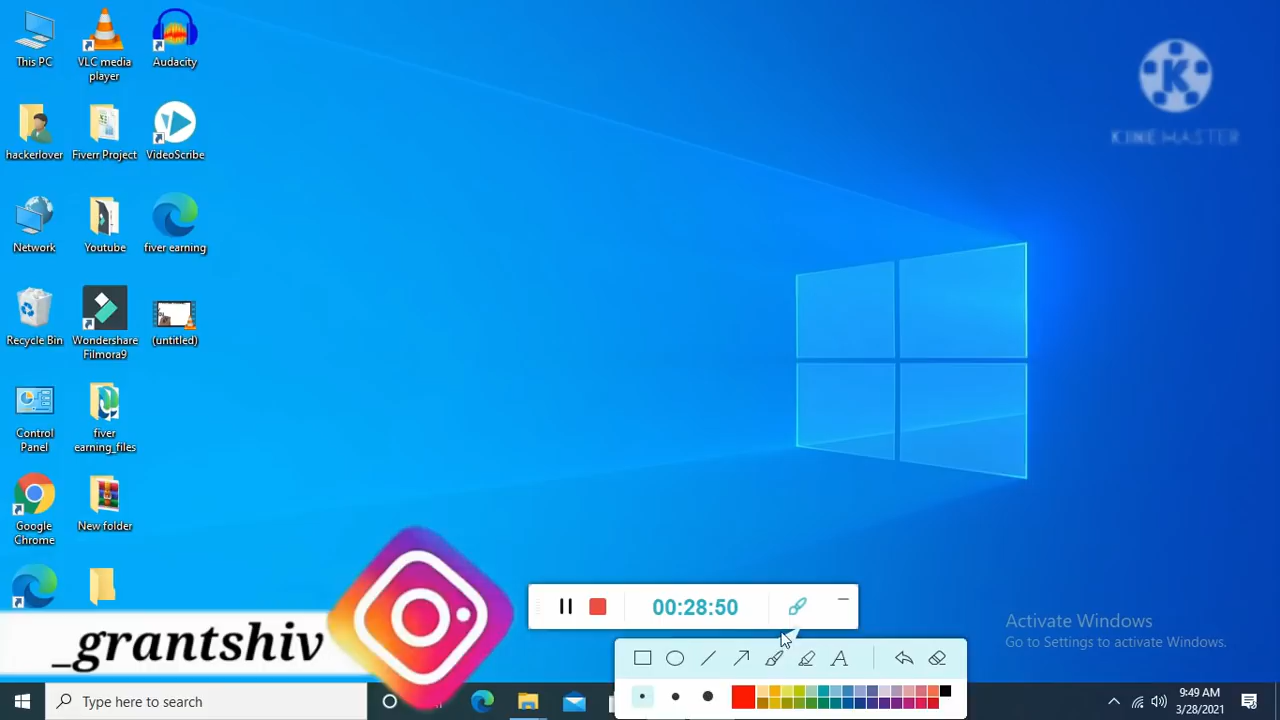 This PC
VLC media
player
Audacity
hackerlover
Fiverr Project
VideoScribe
Network
Youtube
fiver earning
Recycle Bin
Wondershare
Filmora9
(untitled)
Control
Panel
fiver
earning_files
Google
Chrome
New folder
K
KINEMASTER
_grantshiv
00:28:50
A
Activate Windows
Go to Settings to activate Windows.
Type here to search
9:49 AM
3/28/2021